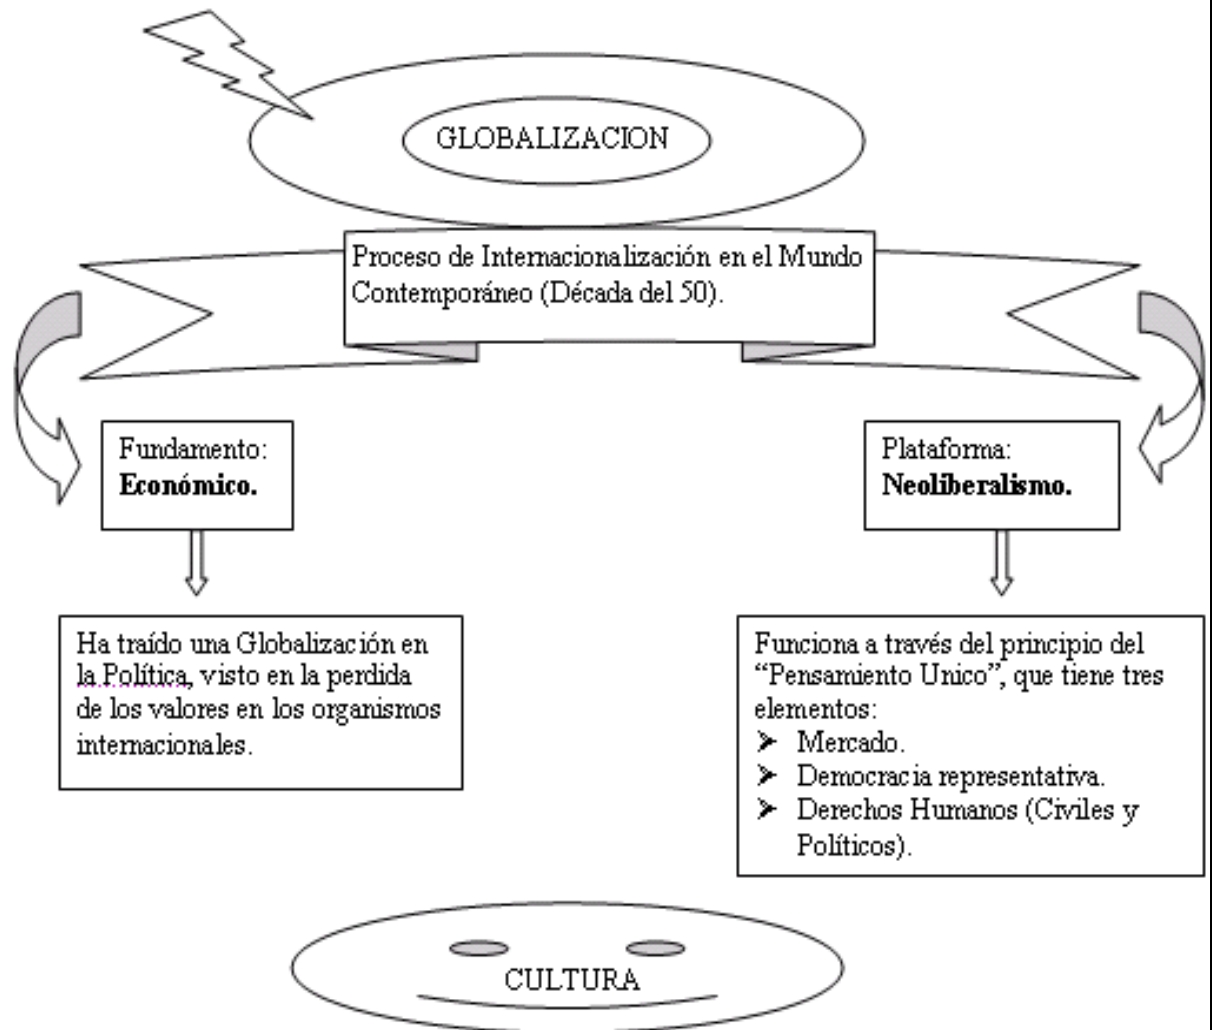 GLOBALIZACION
Proceso de Internacionalización en el Mundo
Contemporáneo (Década del 50).
Fundamento:
Económico.
Plataforma:
Neoliberalismo.
Ha traído una Globalización en
la Política, visto en la perdida
de los valores en los organismos
internacionales.
Funciona a través del principio del
“Pensamiento Unico”, que tiene tres
elementos:
➤ Mercado.
➤ Democracia representativa.
➤ Derechos Humanos (Civiles y
Políticos).
CULTURA